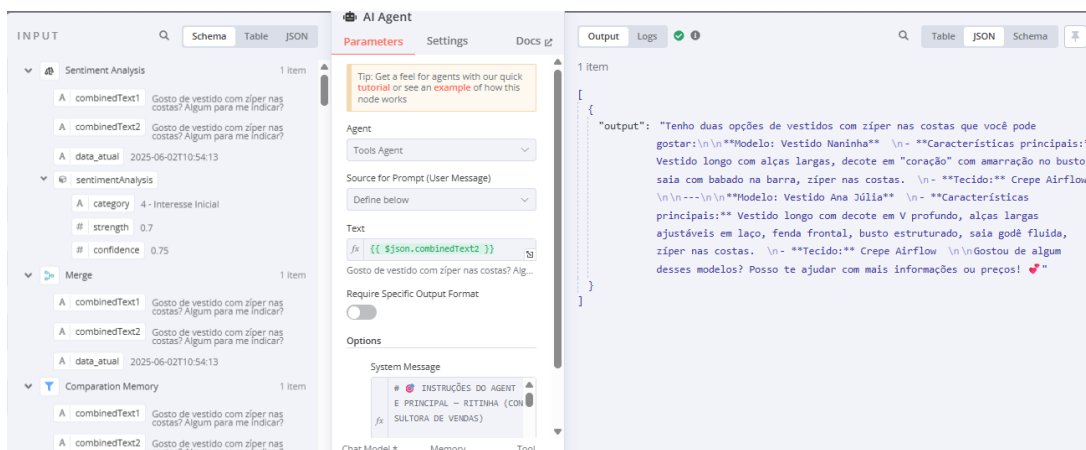 INPUT
Schema Table JSON
Sentiment Analysis 1 item
A combinedText1 Gosto de vestido com zíper nas
costas? Algum para me indicar?
A combinedText2 Gosto de vestido com zíper nas
costas? Algum para me indicar?
A data_atual 2025-06-02T10:54:13
sentimentAnalysis
A category 4 - Interesse Inicial
# strength 0.7
# confidence 0.75
Merge 1 item
A combinedText1 Gosto de vestido com zíper nas
costas? Algum para me indicar?
A combinedText2 Gosto de vestido com zíper nas
costas? Algum para me indicar?
A data_atual 2025-06-02T10:54:13
Comparation Memory 1 item
A combinedText1 Gosto de vestido com zíper nas
costas? Algum para me indicar?
A combinedText2 Gosto de vestido com zíper nas
AI Agent
Parameters Settings Docs
Tip: Get a feel for agents with our quick
tutorial or see an example of how this
node works
Agent
Tools Agent
Source for Prompt (User Message)
Define below
Text
fx {{ $json.combinedText2 }}
Gosto de vestido com zíper nas costas? Alg...
Require Specific Output Format
Options
System Message
# 🎯 INSTRUÇÕES DO AGENT
E PRINCIPAL – RITINHA (CON
fx SULTORA DE VENDAS)
Chat Model * Memory Tool
Output Logs
Table JSON Schema
1 item
[
{
"output": "Tenho duas opções de vestidos com zíper nas costas que você pode
gostar:\n\n**Modelo: Vestido Naninha** \n- **Características principais:*
Vestido longo com alças largas, decote em "coração" com amarração no busto
saia com babado na barra, zíper nas costas. \n- **Tecido:** Crepe Airflow
\n\n---\n\n**Modelo: Vestido Ana Júlia** \n- **Características
principais:** Vestido longo com decote em V profundo, alças largas
ajustáveis em laço, fenda frontal, busto estruturado, saia godê fluida,
zíper nas costas. \n- **Tecido:** Crepe Airflow \n\nGostou de algum
desses modelos? Posso te ajudar com mais informações ou preços! 💕"
}
]